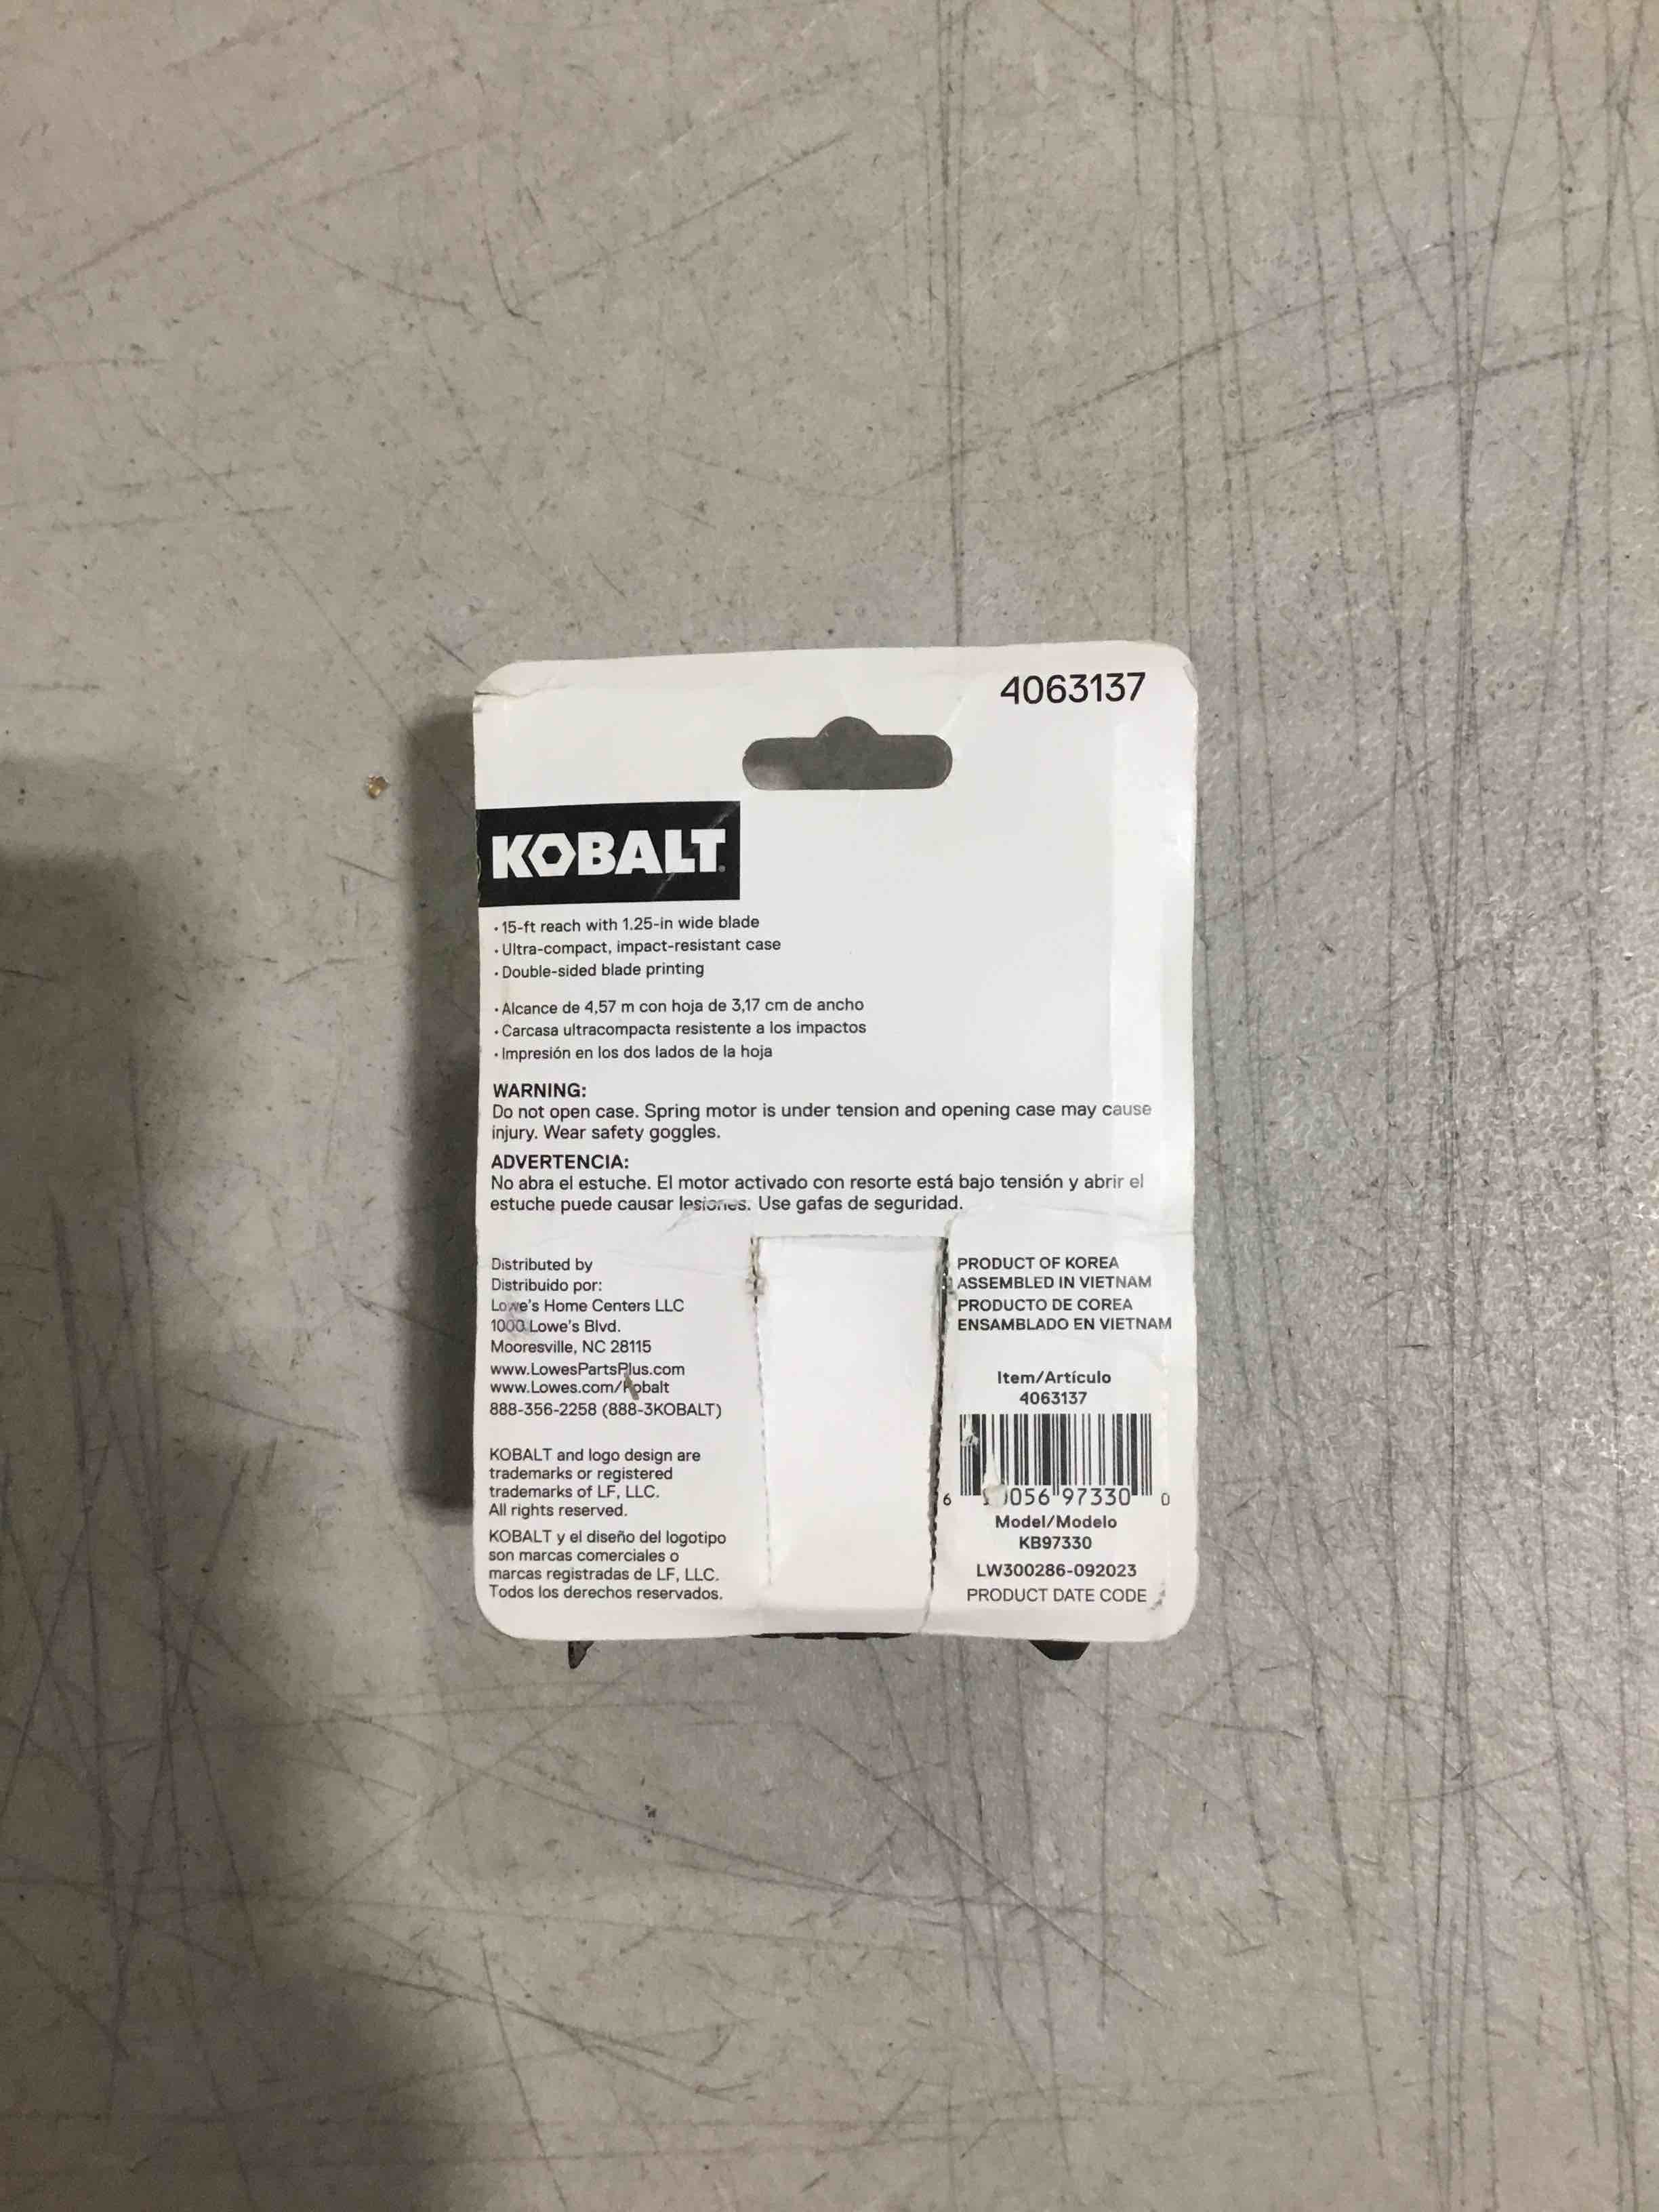 4063137
KOBALT
• 15-ft reach with 1.25-in wide blade
• Ultra-compact, impact-resistant case
• Double-sided blade printing
• Alcance de 4,57 m con hoja de 3,17 cm de ancho
• Carcasa ultracompacta resistente a los impactos
• Impresión en los dos lados de la hoja
WARNING:
Do not open case. Spring motor is under tension and opening case may cause
injury. Wear safety goggles.
ADVERTENCIA:
No abra el estuche. El motor activado con resorte está bajo tensión y abrir el
estuche puede causar lesiones. Use gafas de seguridad.
Distributed by
Distribuido por:
Lowe's Home Centers LLC
1000 Lowe's Blvd.
Mooresville, NC 28115
www.LowesPartsPlus.com
www.Lowes.com/Kobalt
888-356-2258 (888-3KOBALT)
KOBALT and logo design are
trademarks or registered
trademarks of LF, LLC.
All rights reserved.
KOBALT y el diseño del logotipo
son marcas comerciales o
marcas registradas de LF, LLC.
Todos los derechos reservados.
PRODUCT OF KOREA
ASSEMBLED IN VIETNAM
PRODUCTO DE COREA
ENSAMBLADO EN VIETNAM
Item/Artículo
4063137
6 97330 0
Model/Modelo
KB97330
LW300286-092023
PRODUCT DATE CODE